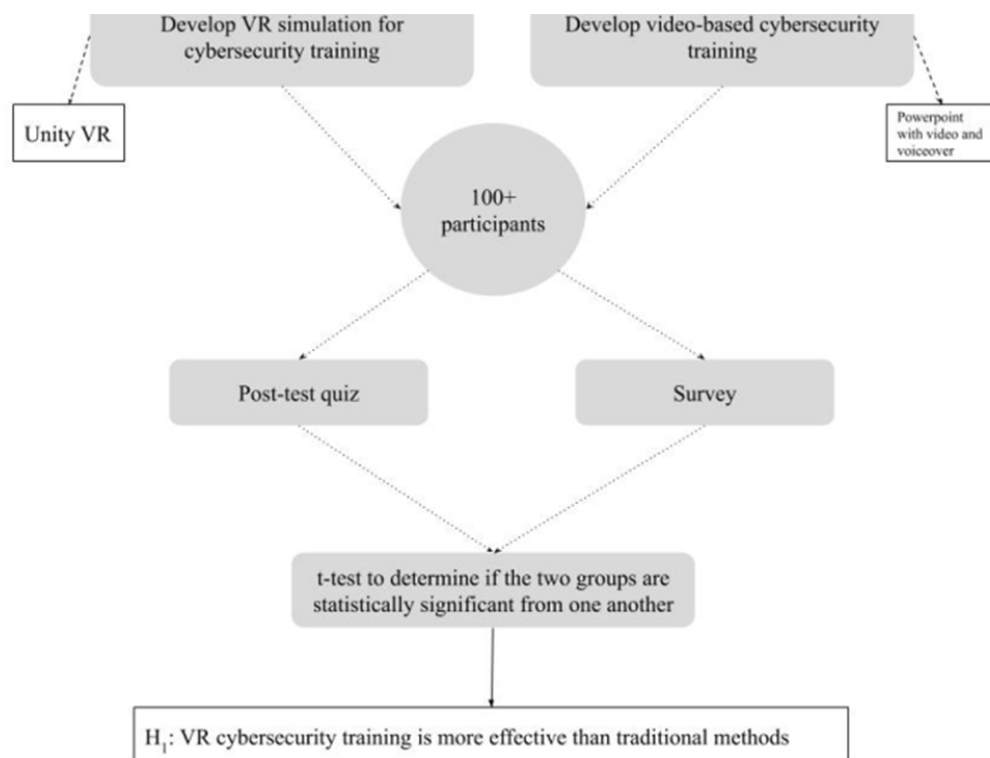 Develop VR simulation for
cybersecurity training
Develop video-based cybersecurity
training
Unity VR
Powerpoint
with video and
voiceover
100+
participants
Post-test quiz
Survey
t-test to determine if the two groups are
statistically significant from one another
H₁: VR cybersecurity training is more effective than traditional methods